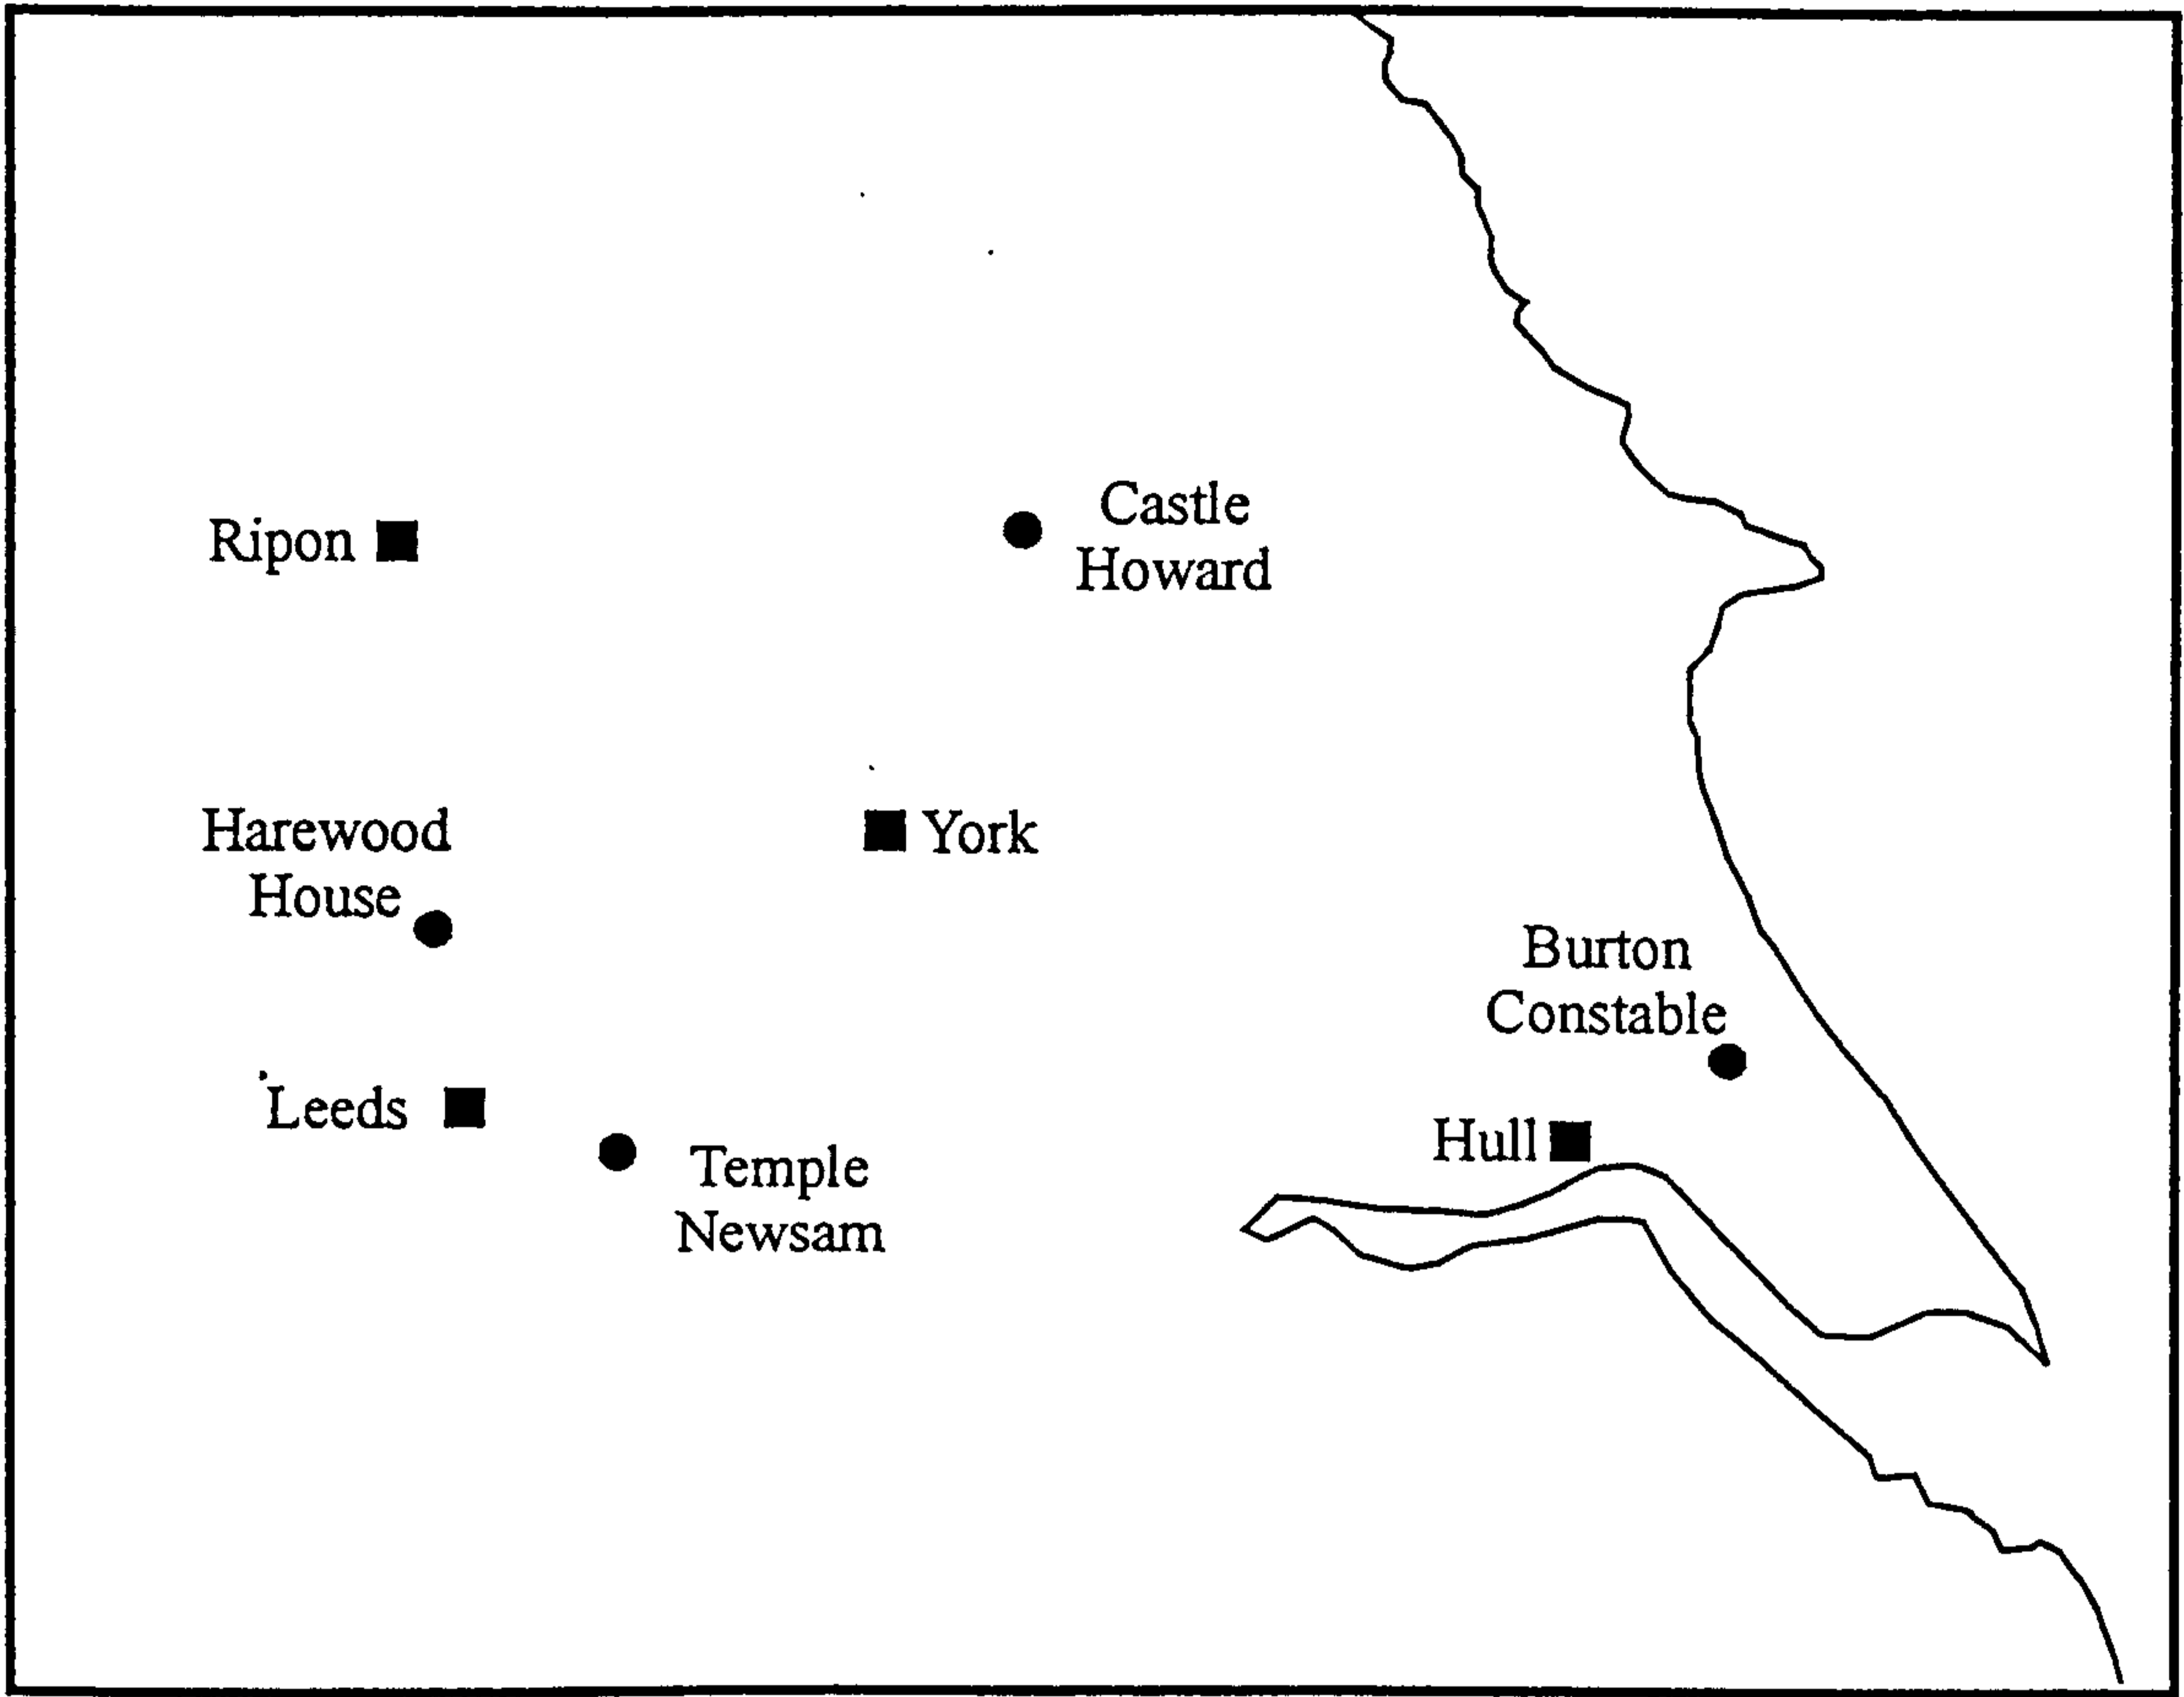 Castle
Howard
Ripon
Harewood
House
York
Burton
Constable
Leeds
Hull
Temple
Newsam